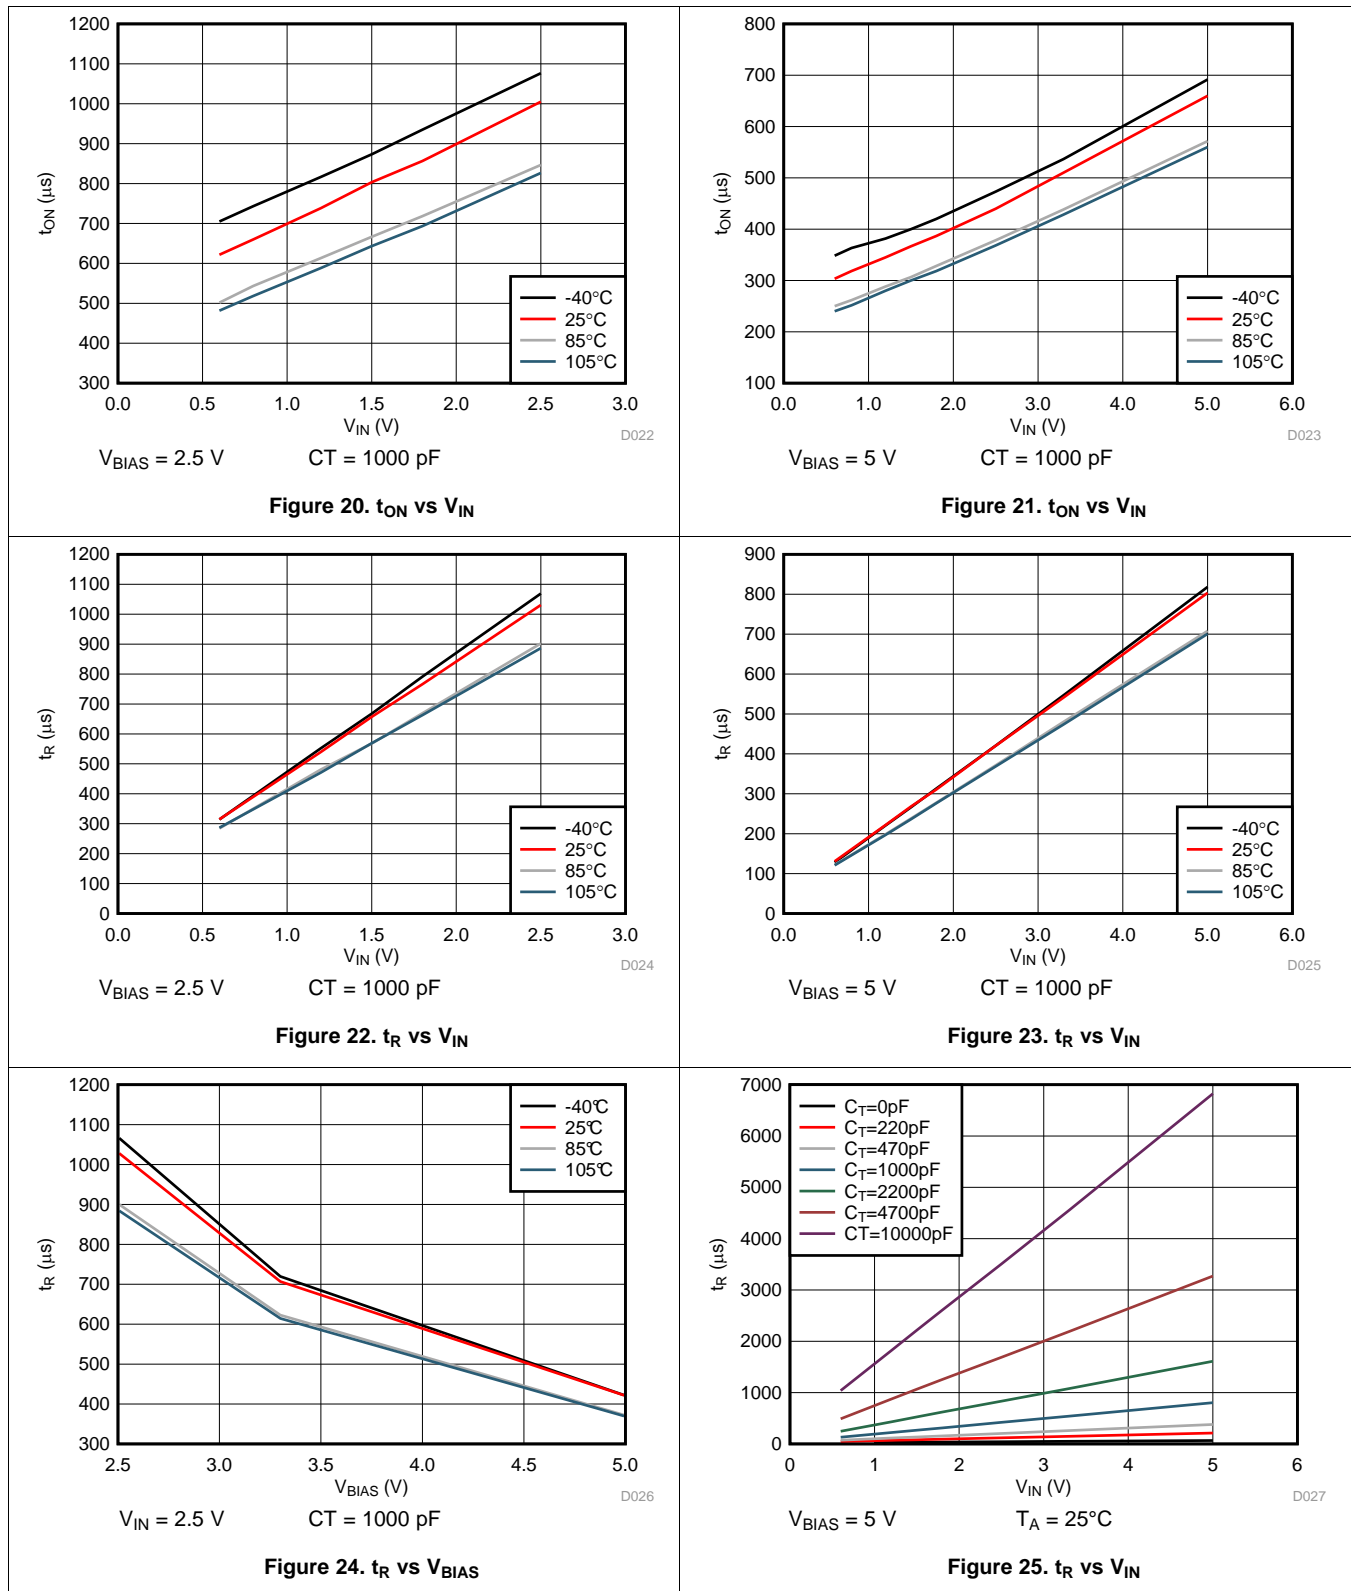 1200
1100
1000
900
800
700
600
500
400
300
tON (μs)
0.0 0.5 1.0 1.5 2.0 2.5 3.0
VIN (V)
-40°C
25°C
85°C
105°C
D022
VBIAS = 2.5 V CT = 1000 pF
Figure 20. tON vs VIN
800
700
600
500
400
300
200
100
tON (μs)
0.0 1.0 2.0 3.0 4.0 5.0 6.0
VIN (V)
-40°C
25°C
85°C
105°C
D023
VBIAS = 5 V CT = 1000 pF
Figure 21. tON vs VIN
1200
1100
1000
900
800
700
600
500
400
300
200
100
0
tR (μs)
0.0 0.5 1.0 1.5 2.0 2.5 3.0
VIN (V)
-40°C
25°C
85°C
105°C
D024
VBIAS = 2.5 V CT = 1000 pF
Figure 22. tR vs VIN
900
800
700
600
500
400
300
200
100
0
tR (μs)
0.0 1.0 2.0 3.0 4.0 5.0 6.0
VIN (V)
-40°C
25°C
85°C
105°C
D025
VBIAS = 5 V CT = 1000 pF
Figure 23. tR vs VIN
1200
1100
1000
900
800
700
600
500
400
300
tR (μs)
2.5 3.0 3.5 4.0 4.5 5.0
VBIAS (V)
-40°C
25°C
85°C
105°C
D026
VIN = 2.5 V CT = 1000 pF
Figure 24. tR vs VBIAS
7000
6000
5000
4000
3000
2000
1000
0
tR (μs)
0 1 2 3 4 5 6
VIN (V)
CT=0pF
CT=220pF
CT=470pF
CT=1000pF
CT=2200pF
CT=4700pF
CT=10000pF
D027
VBIAS = 5 V TA = 25°C
Figure 25. tR vs VIN